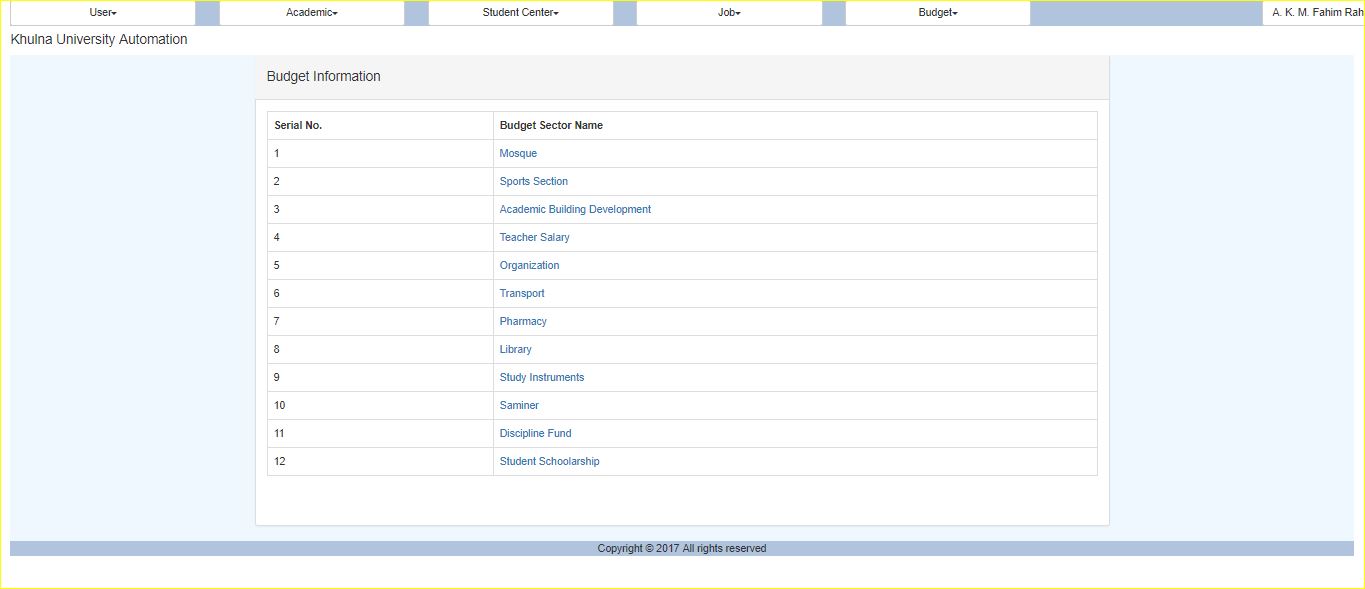 User Academic Student Center Job Budget A. K. M. Fahim Rah
Khulna University Automation
Budget Information
Serial No. Budget Sector Name
1 Mosque
2 Sports Section
3 Academic Building Development
4 Teacher Salary
5 Organization
6 Transport
7 Pharmacy
8 Library
9 Study Instruments
10 Saminer
11 Discipline Fund
12 Student Schoolarship
Copyright © 2017 All rights reserved